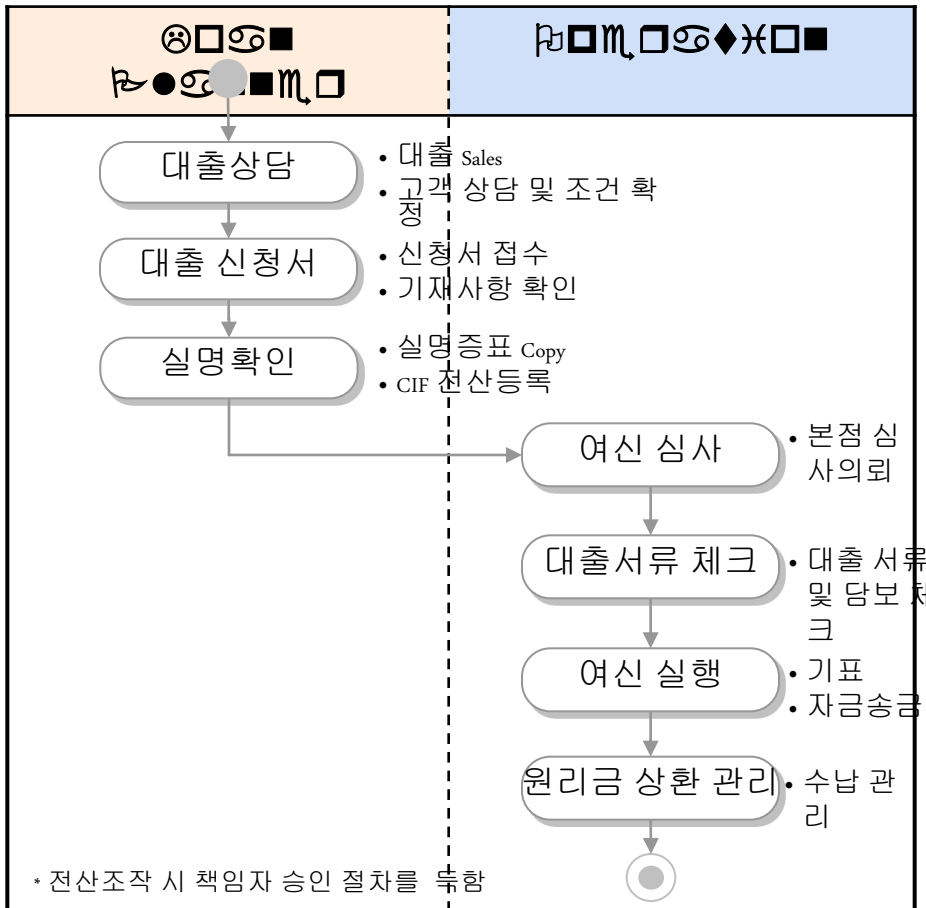 대출상담
• 대출 Sales
• 고객 상담 및 조건 확
정
대출 신청서
• 신청서 접수
• 기재사항 확인
실명확인
• 실명증표 Copy
• CIF 전산등록
여신 심사
• 본점 심
사의뢰
대출서류 체크
• 대출 서류
및 담보 체
크
여신 실행
• 기표
• 자금송금
원리금 상환 관리
• 수납 관
리
* 전산조작 시 책임자 승인 절차를 득함